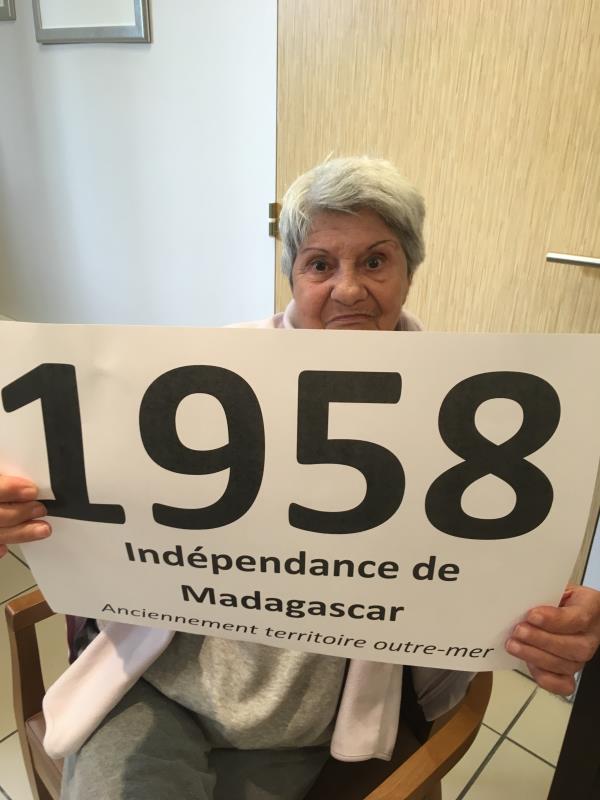 1958
Indépendance de
Madagascar
Anciennement territoire outre-mer